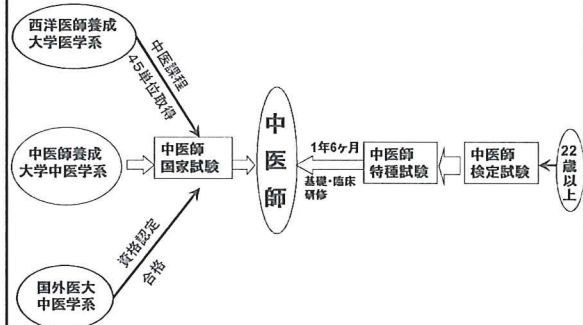 西洋医師養成
大学医学系
中医課程
45単位取得
中医師養成
大学中医学系
中医師
国家試験
中医師
1年6ヶ月
基礎・臨床
研修
中医師
特種試験
中医師
検定試験
22歳以上
資格認定
合格
国外医大
中医学系